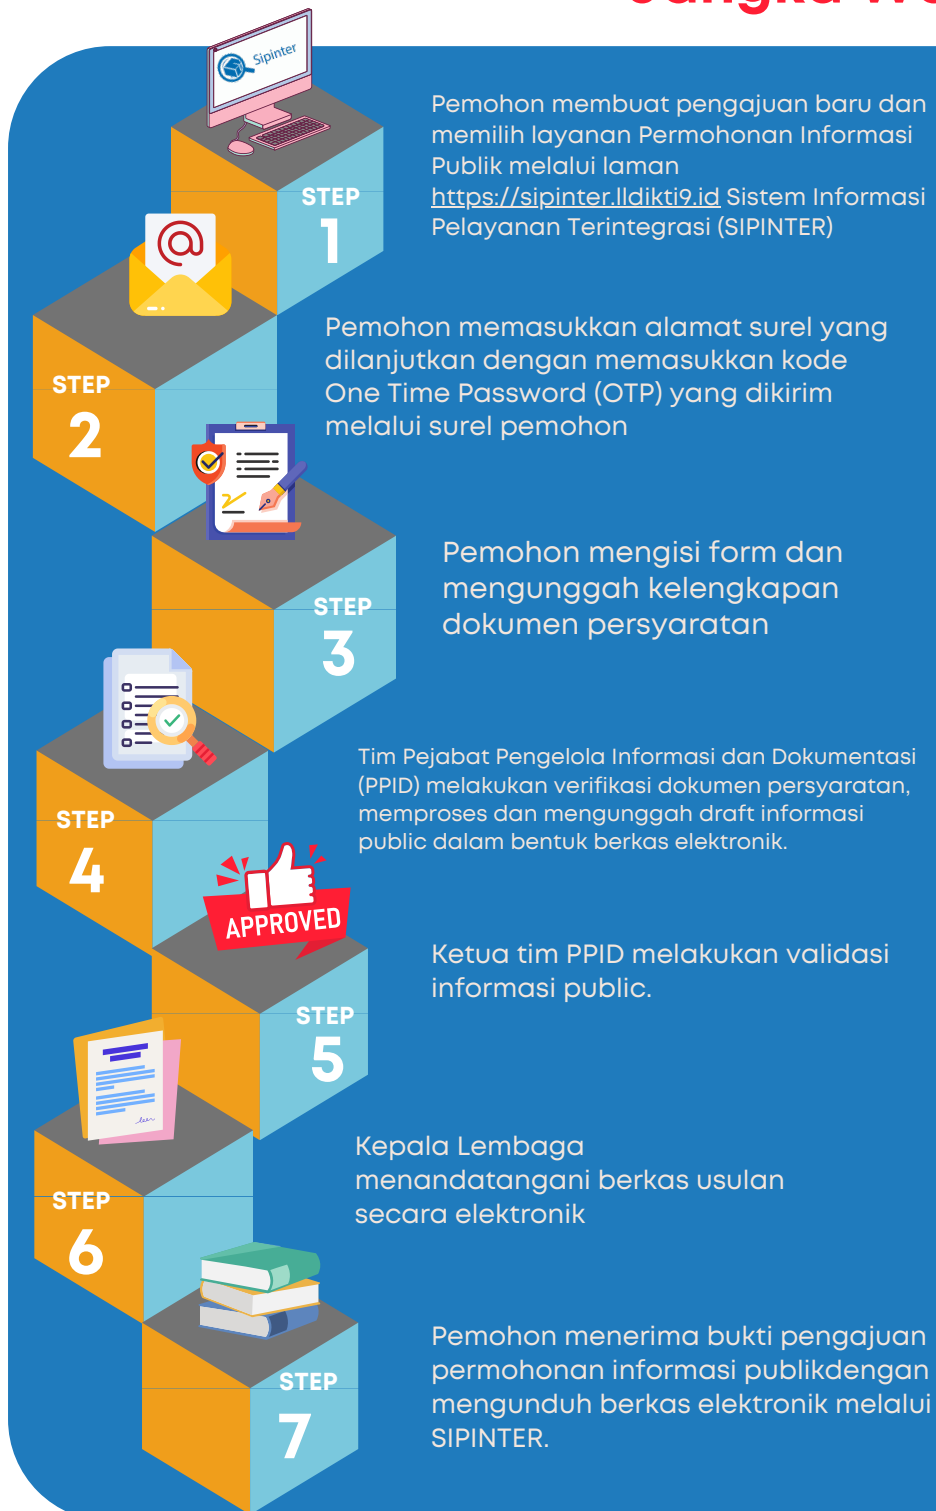 Sipinter
Pemohon membuat pengajuan baru dan
memilih layanan Permohonan Informasi
Publik melalui laman
https://sipinter.lldikti9.id Sistem Informasi
Pelayanan Terintegrasi (SIPINTER)
STEP
1
Pemohon memasukkan alamat surel yang
dilanjutkan dengan memasukkan kode
One Time Password (OTP) yang dikirim
melalui surel pemohon
STEP
2
Pemohon mengisi form dan
mengunggah kelengkapan
dokumen persyaratan
STEP
3
Tim Pejabat Pengelola Informasi dan Dokumentasi
(PPID) melakukan verifikasi dokumen persyaratan,
memproses dan mengunggah draft informasi
public dalam bentuk berkas elektronik.
STEP
4
APPROVED
Ketua tim PPID melakukan validasi
informasi public.
STEP
5
Kepala Lembaga
menandatangani berkas usulan
secara elektronik
STEP
6
Pemohon menerima bukti pengajuan
permohonan informasi publikdengan
mengunduh berkas elektronik melalui
SIPINTER.
STEP
7